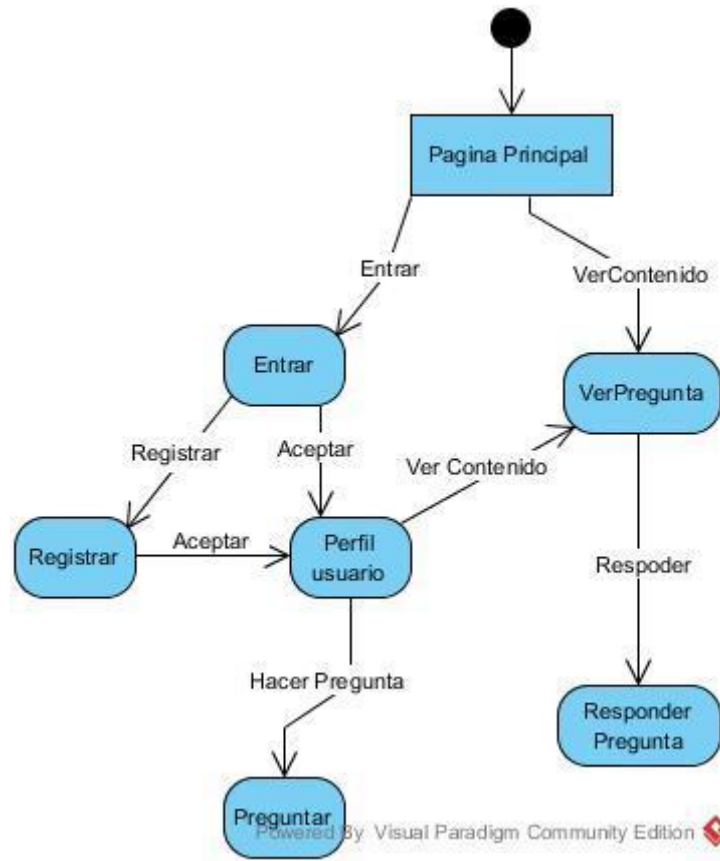 Pagina Principal
Entrar
VerContenido
Entrar
VerPregunta
Registrar
Aceptar
Ver Contenido
Registrar
Aceptar
Perfil
usuario
Respoder
Hacer Pregunta
Responder
Pregunta
Preguntar
Powered By Visual Paradigm Community Edition